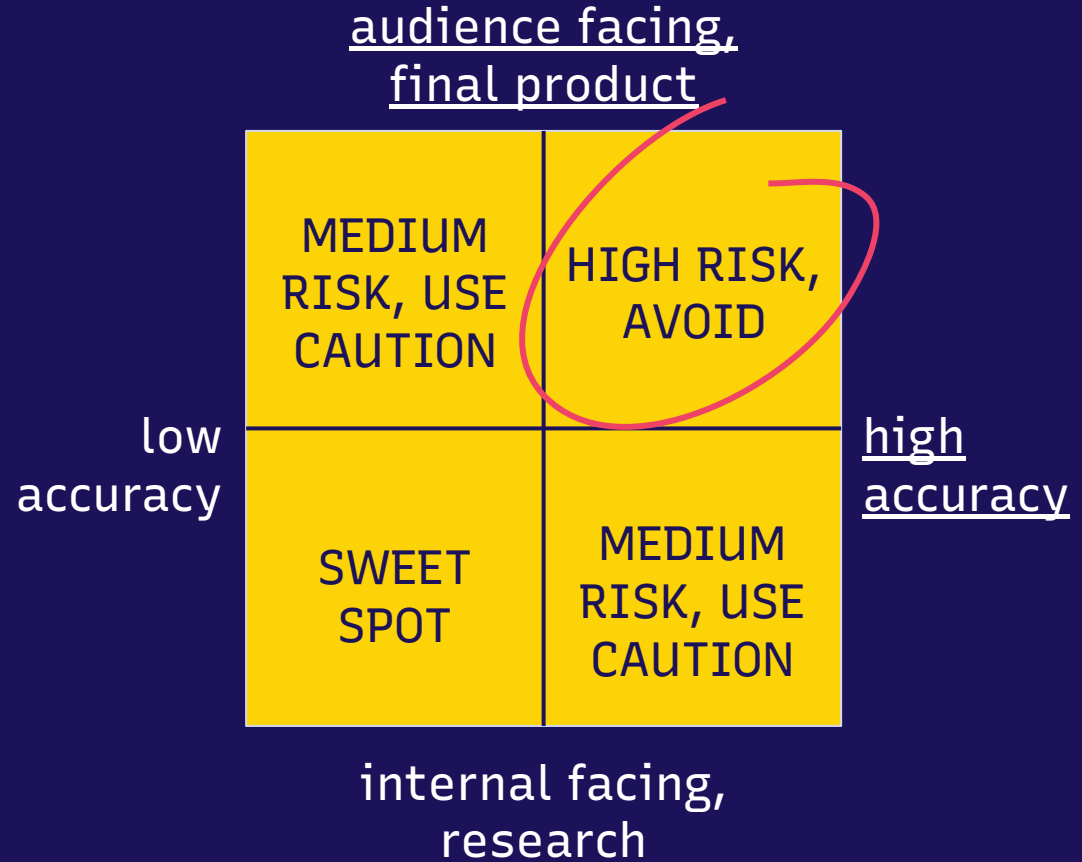 audience facing,
final product
MEDIUM
RISK, USE
CAUTION
HIGH RISK,
AVOID
low
accuracy
high
accuracy
SWEET
SPOT
MEDIUM
RISK, USE
CAUTION
internal facing,
research